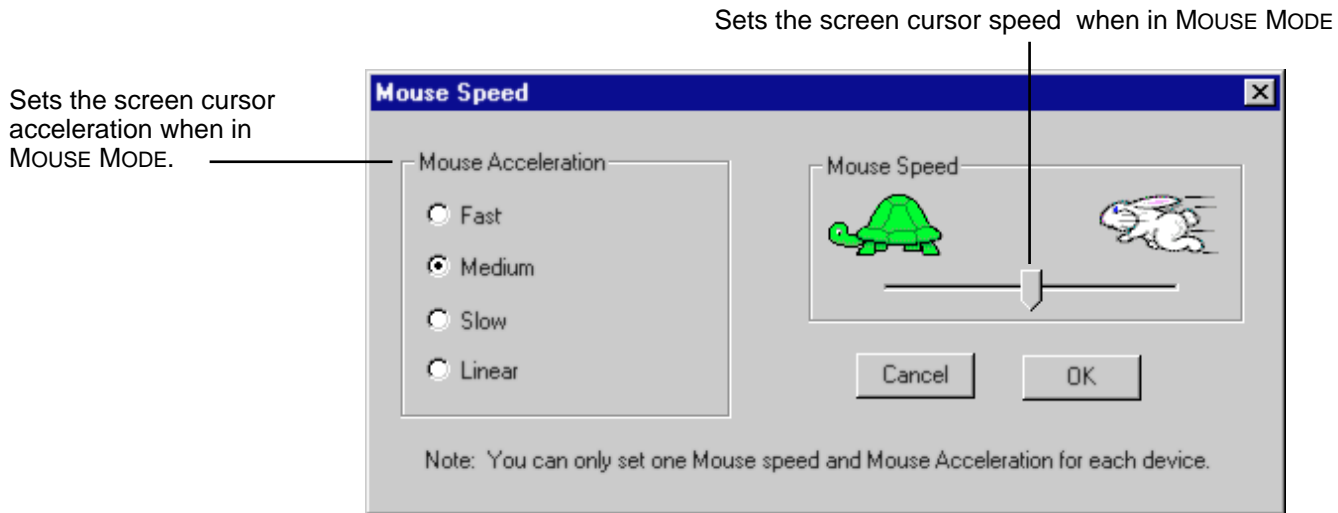 Sets the screen cursor speed when in MOUSE MODE
Sets the screen cursor
acceleration when in
MOUSE MODE.
Mouse Speed
Mouse Acceleration
Fast
Medium
Slow
Linear
Mouse Speed
Cancel
OK
Note: You can only set one Mouse speed and Mouse Acceleration for each device.